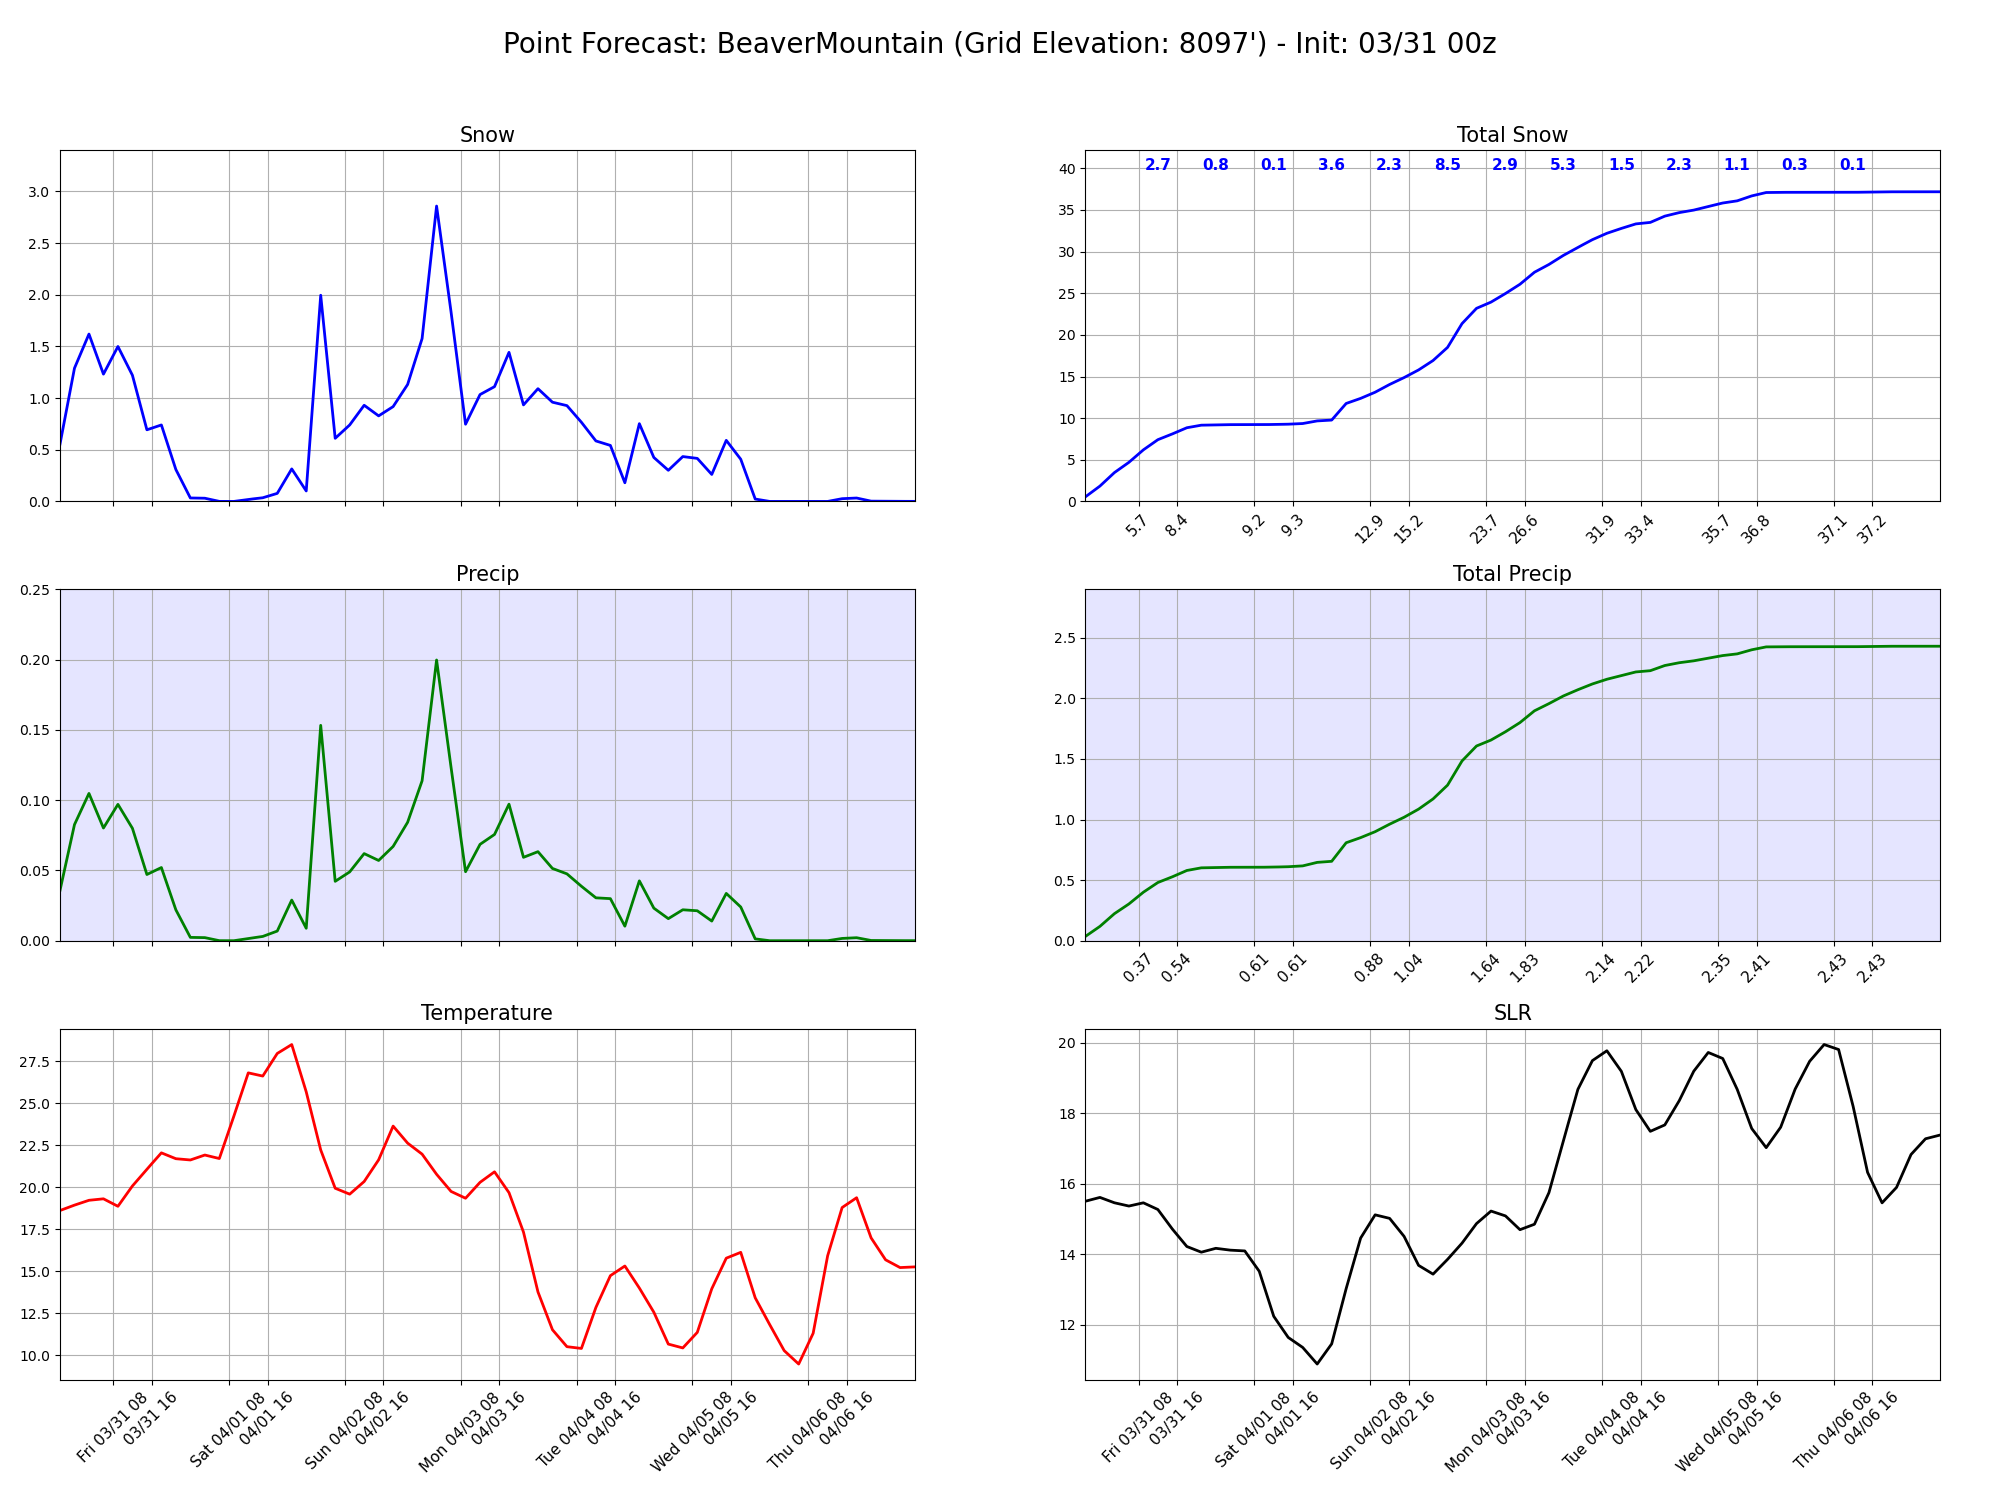 Point Forecast: BeaverMountain (Grid Elevation: 8097') - Init: 03/31 00z
Snow
3.0
2.5
2.0
1.5
1.0
0.5
0.0
Total Snow
2.7 0.8 0.1 3.6 2.3 8.5 2.9 5.3 1.5 2.3 1.1 0.3 0.1
40
35
30
25
20
15
10
5
0
5.7 8.4 9.2 9.3 12.9 15.2 23.7 26.6 31.9 33.4 35.7 36.8 37.1 37.2
Precip
0.25
0.20
0.15
0.10
0.05
0.00
Total Precip
2.5
2.0
1.5
1.0
0.5
0.0
0.37 0.54 0.61 0.61 0.88 1.04 1.64 1.83 2.14 2.22 2.35 2.41 2.43 2.43
Temperature
27.5
25.0
22.5
20.0
17.5
15.0
12.5
10.0
Fri 03/31 08
03/31 16
Sat 04/01 08
04/01 16
Sun 04/02 08
04/02 16
Mon 04/03 08
04/03 16
Tue 04/04 08
04/04 16
Wed 04/05 08
04/05 16
Thu 04/06 08
04/06 16
SLR
20
18
16
14
12
Fri 03/31 08
03/31 16
Sat 04/01 08
04/01 16
Sun 04/02 08
04/02 16
Mon 04/03 08
04/03 16
Tue 04/04 08
04/04 16
Wed 04/05 08
04/05 16
Thu 04/06 08
04/06 16